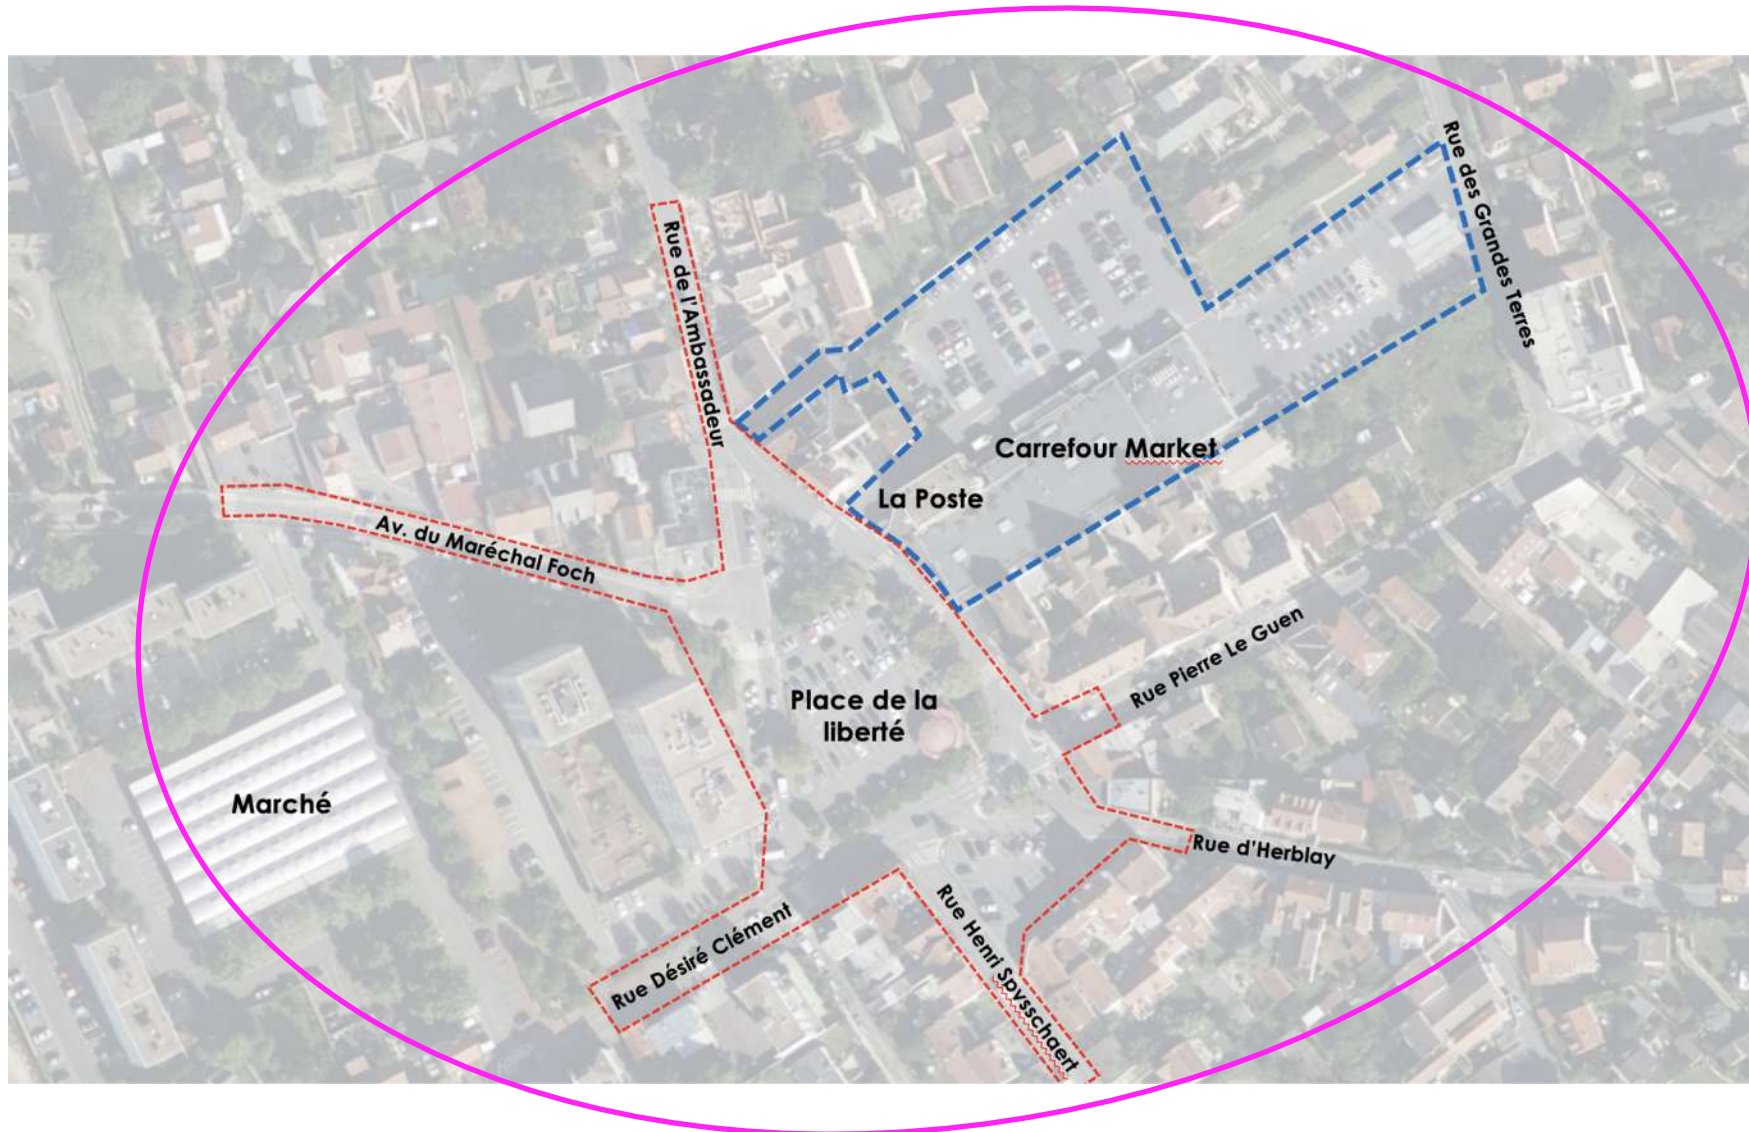 Rue des Grandes Terres
Rue de l'Ambassadeur
Carrefour Market
La Poste
Av. du Maréchal Foch
Rue Pierre Le Guen
Place de la
liberté
Marché
Rue d'Herblay
Rue Désiré Clément
Rue Henri Spysschaert